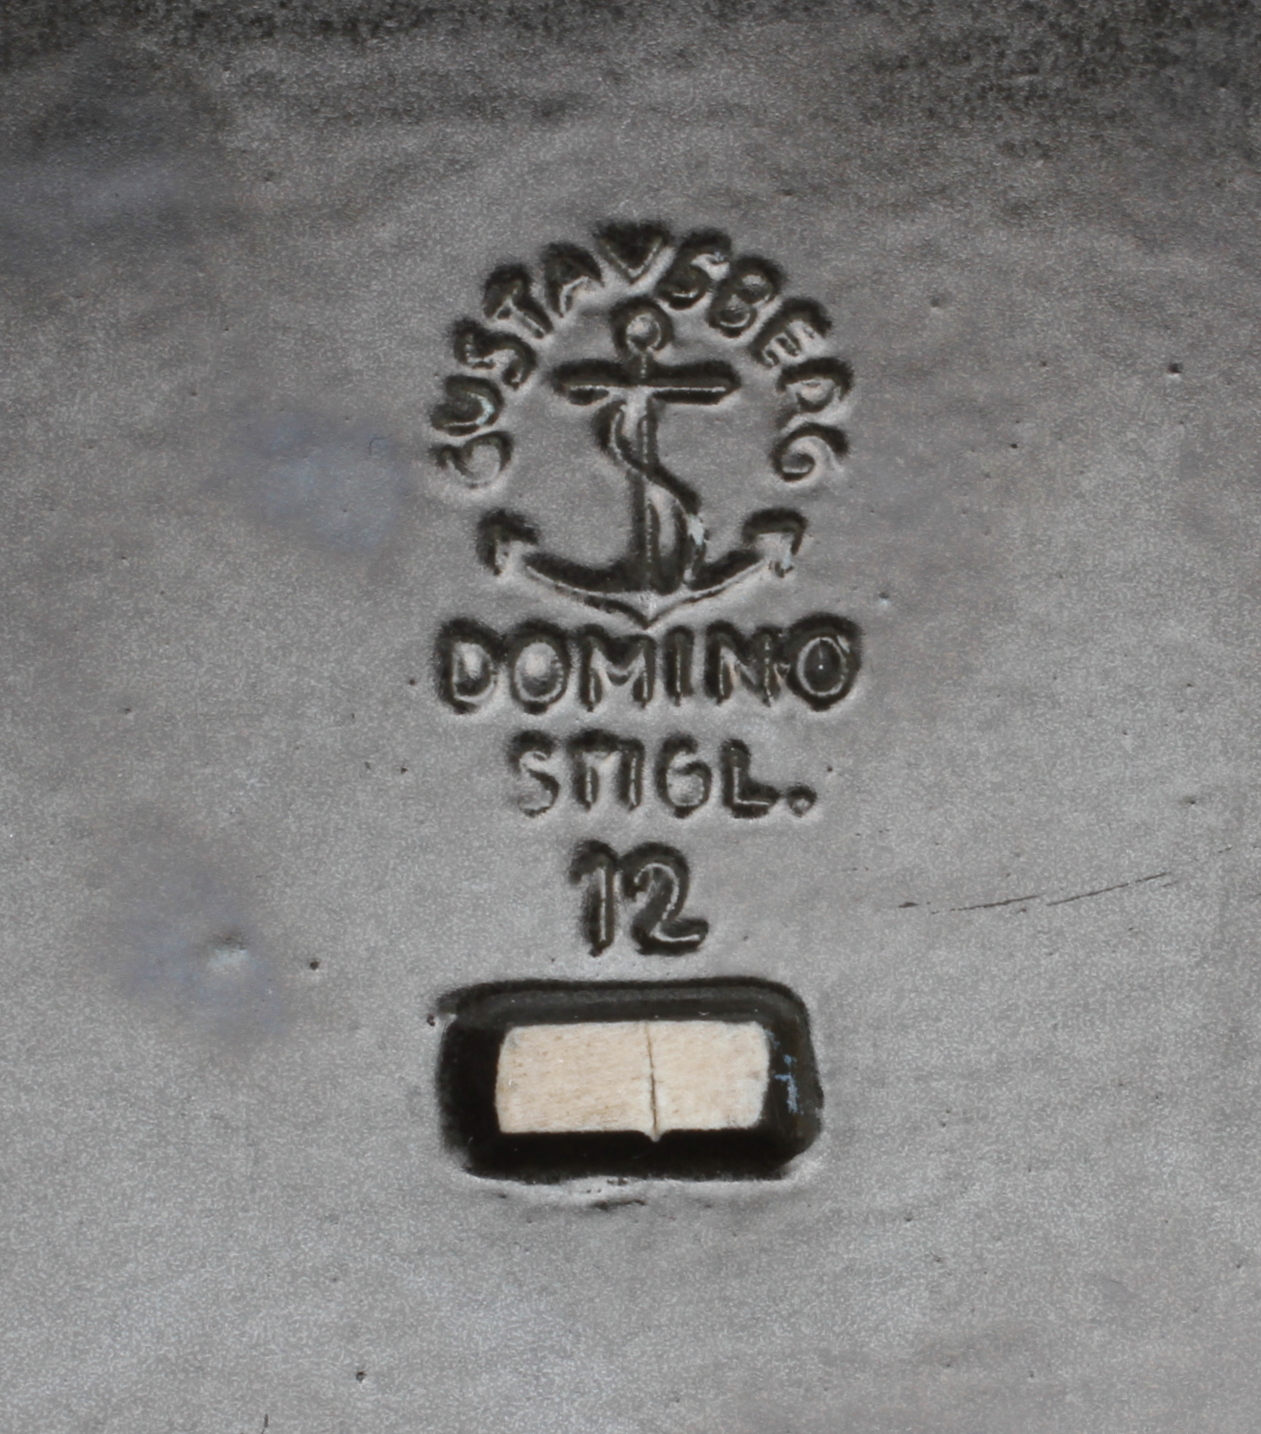 GUSTAVSBERG
DOMINO
STIGL.
12